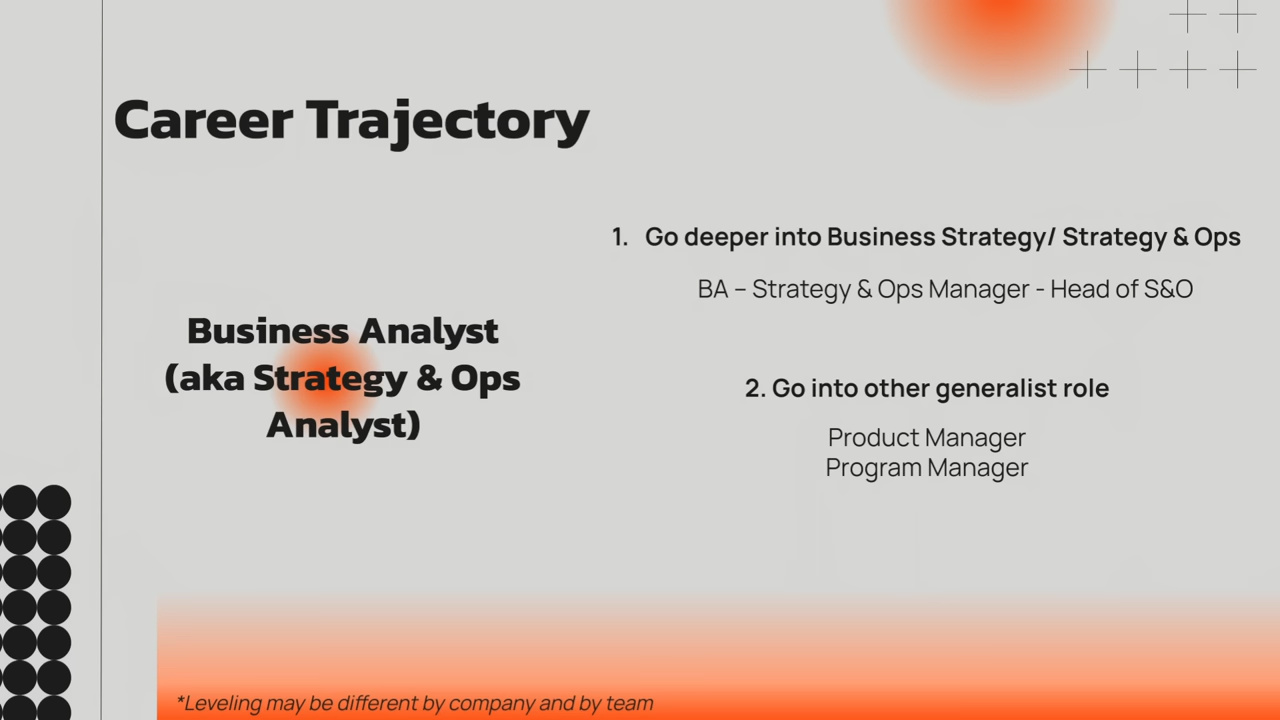 Career Trajectory
Business Analyst
(aka Strategy & Ops
Analyst)
1. Go deeper into Business Strategy/ Strategy & Ops
BA – Strategy & Ops Manager - Head of S&O
2. Go into other generalist role
Product Manager
Program Manager
*Leveling may be different by company and by team